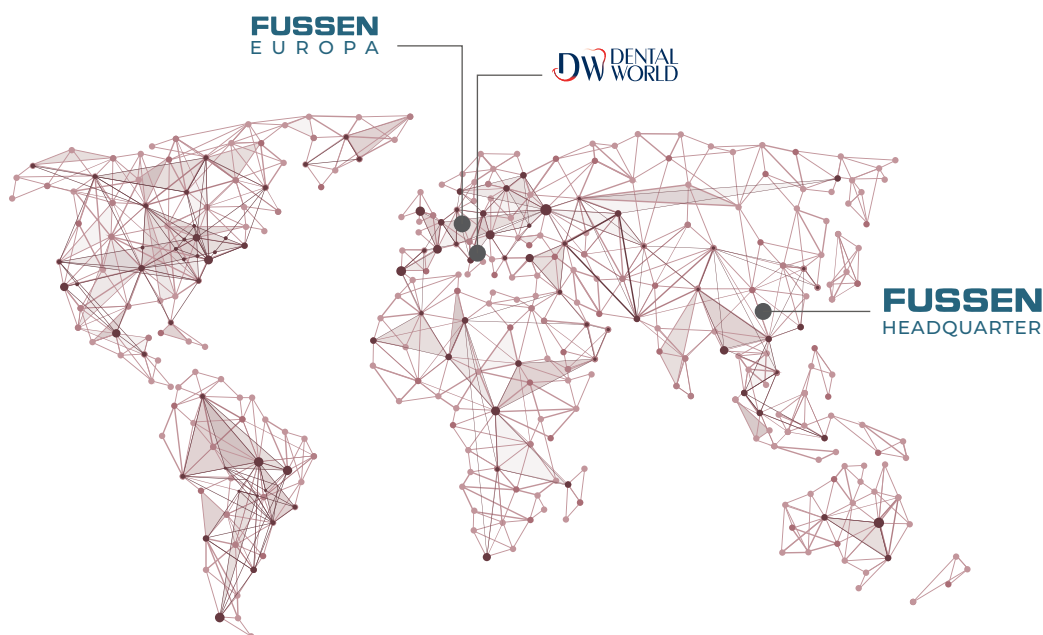 FUSSEN
EUROPA
DW DENTAL
WORLD
FUSSEN
HEADQUARTER